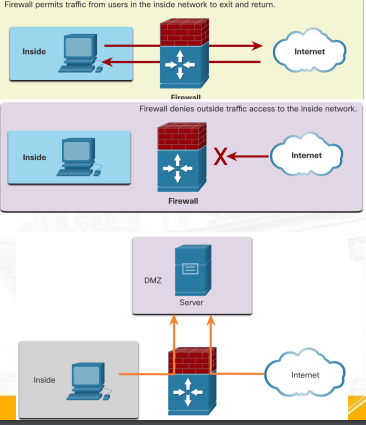 Firewall permits traffic from users in the inside network to exit and return.
Inside
Internet
Firewall
Firewall denies outside traffic access to the inside network.
Inside
Internet
Firewall
DMZ
Server
Inside
Internet